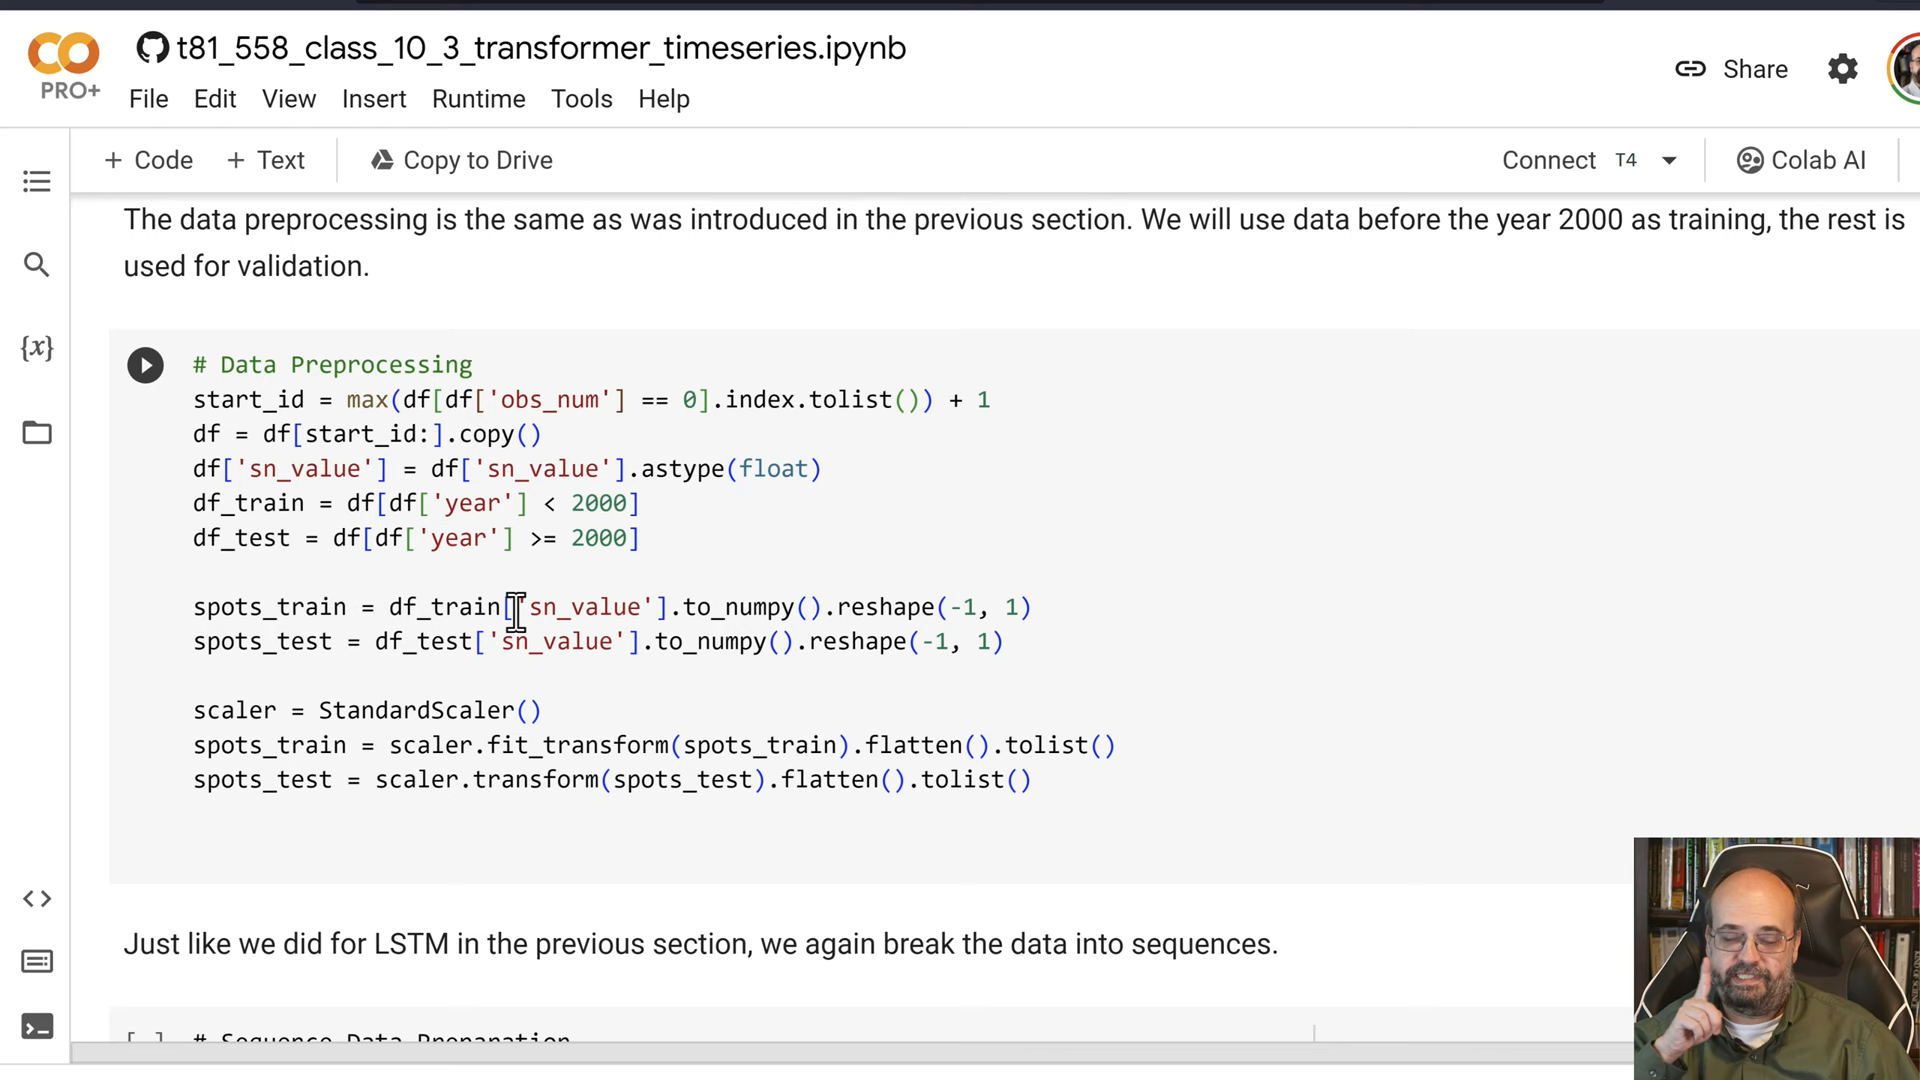 t81_558_class_10_3_transformer_timeseries.ipynb
PRO+
File Edit View Insert Runtime Tools Help
Share
+ Code + Text Copy to Drive
Connect T4
Colab AI
The data preprocessing is the same as was introduced in the previous section. We will use data before the year 2000 as training, the rest is
used for validation.
{x}
# Data Preprocessing
start_id = max(df[df['obs_num'] == 0].index.tolist()) + 1
df = df[start_id:].copy()
df['sn_value'] = df['sn_value'].astype(float)
df_train = df[df['year'] < 2000]
df_test = df[df['year'] >= 2000]
spots_train = df_train['sn_value'].to_numpy().reshape(-1, 1)
spots_test = df_test['sn_value'].to_numpy().reshape(-1, 1)
scaler = StandardScaler()
spots_train = scaler.fit_transform(spots_train).flatten().tolist()
spots_test = scaler.transform(spots_test).flatten().tolist()
Just like we did for LSTM in the previous section, we again break the data into sequences.
[ ] # Sequence Data Preparation